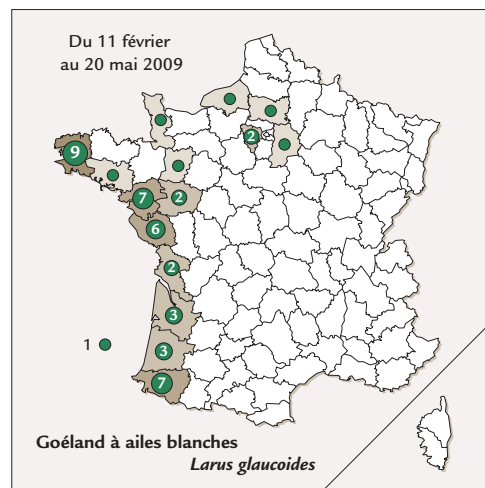 Du 11 février
au 20 mai 2009
2
9
7
2
6
2
3
1
3
7
Goéland à ailes blanches
Larus glaucoides